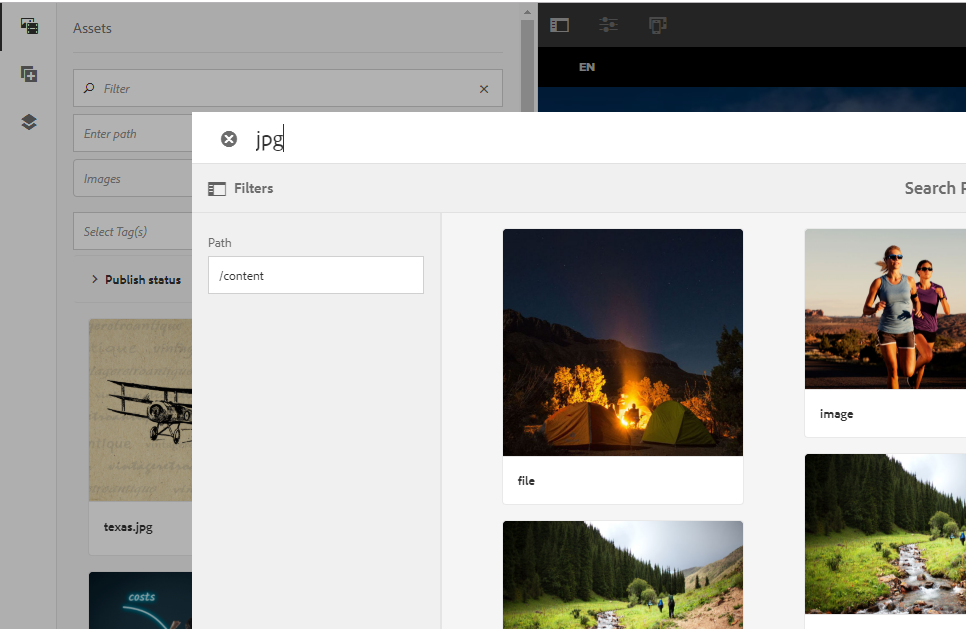 Assets
Filter
EN
Enter path
jpg
Images
Filters
Search
Select Tag(s)
Path
/content
Publish status
image
file
texas.jpg
costs